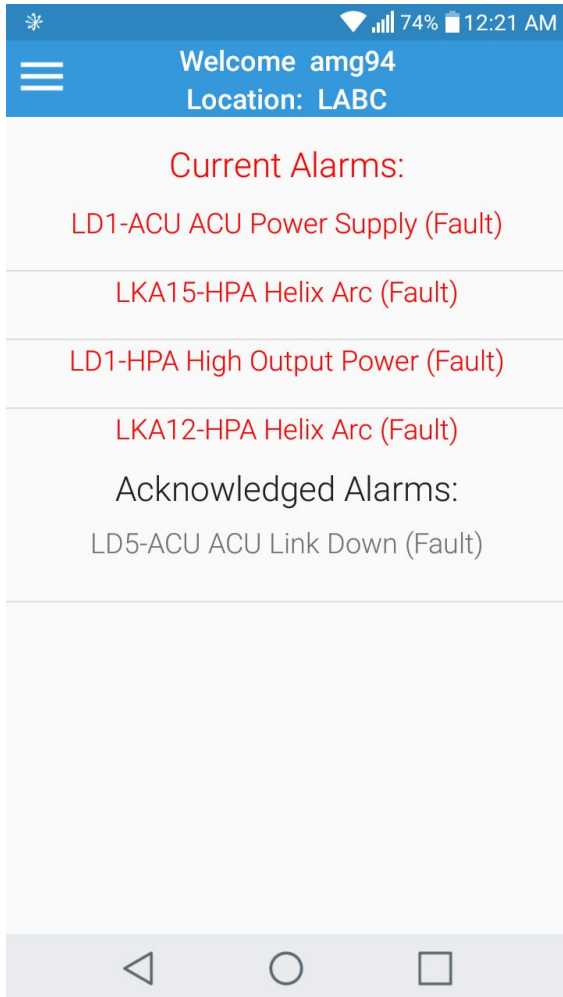 74% 12:21 AM
Welcome amg94
Location: LABC
Current Alarms:
LD1-ACU ACU Power Supply (Fault)
LKA15-HPA Helix Arc (Fault)
LD1-HPA High Output Power (Fault)
LKA12-HPA Helix Arc (Fault)
Acknowledged Alarms:
LD5-ACU ACU Link Down (Fault)